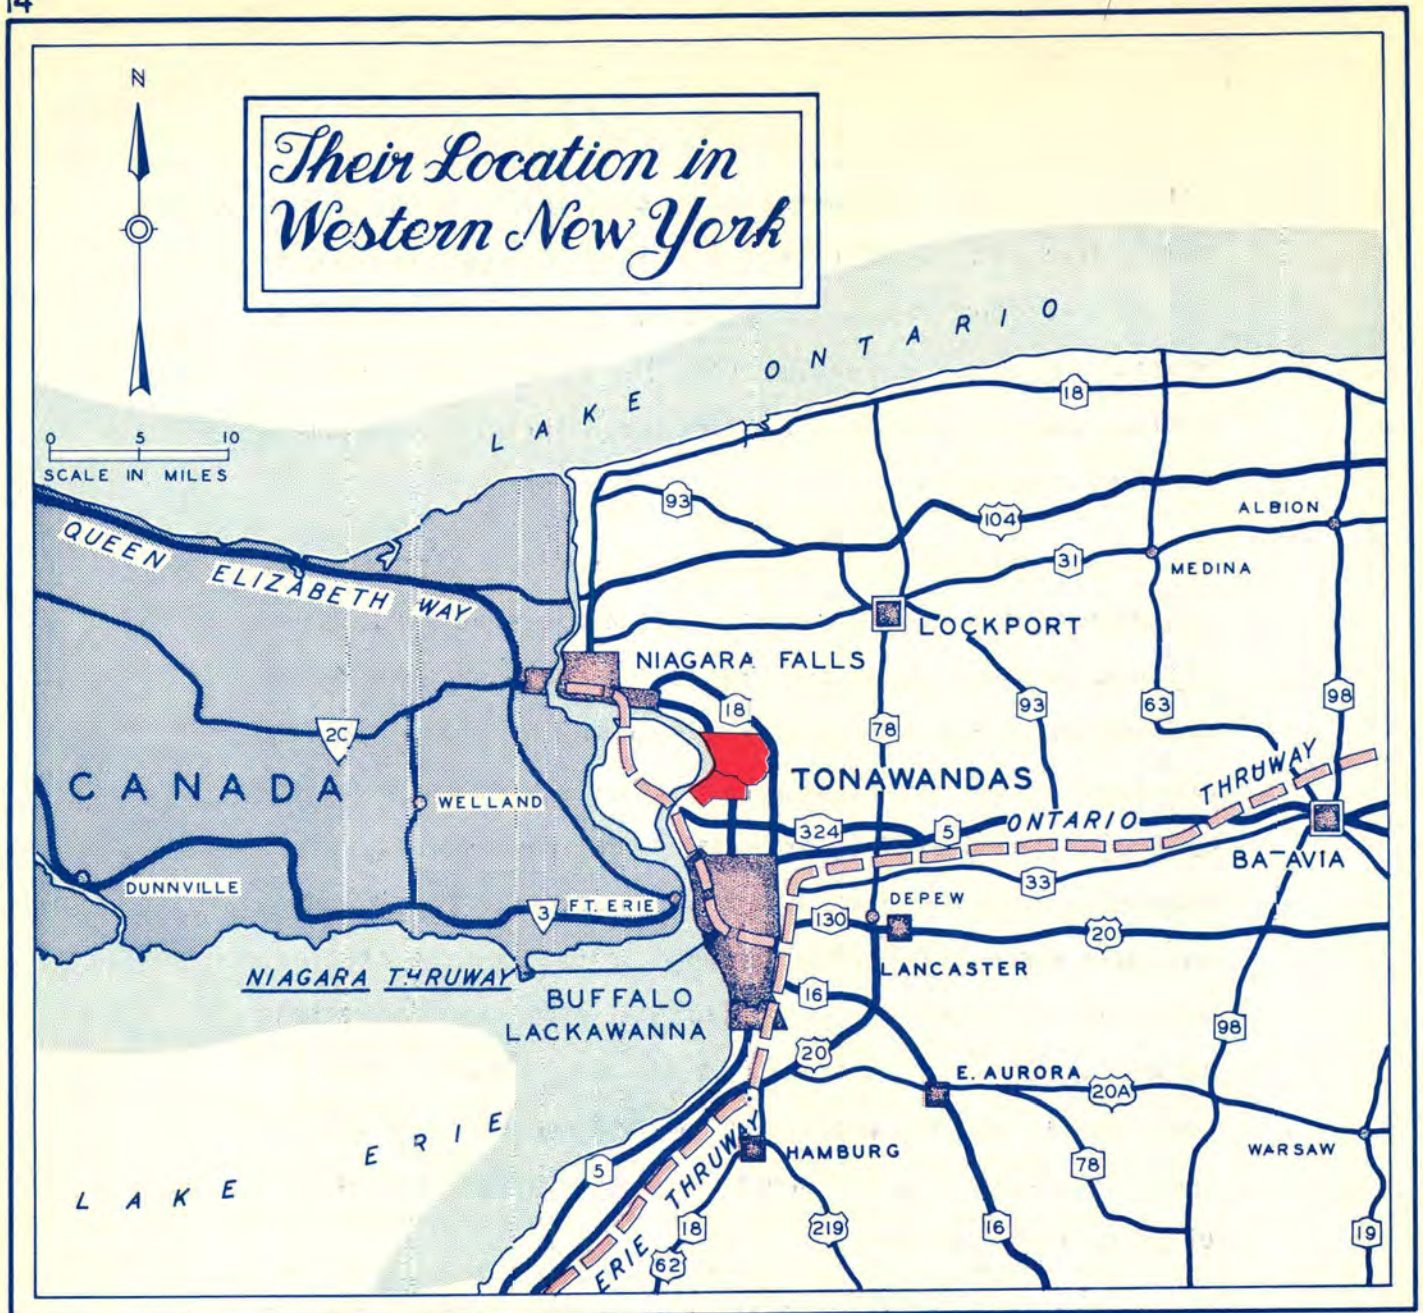 14
N
Their Location in
Western New York
LAKE ONTARIO
0 5 10
SCALE IN MILES
18
93
104
ALBION
31
MEDINA
QUEEN ELIZABETH WAY
LOCKPORT
NIAGARA FALLS
18
78
93
63
98
2C
CANADA
TONAWANDAS
THRUWAY
WELLAND
324
5
ONTARIO
BATAVIA
33
DUNNVILLE
DEPEW
3
FT. ERIE
130
20
LANCASTER
NIAGARA THRUWAY
16
BUFFALO
LACKAWANNA
98
20
E. AURORA
20A
LAKE ERIE
WARSAW
HAMBURG
5
78
ERIE THRUWAY
18
219
16
19
62